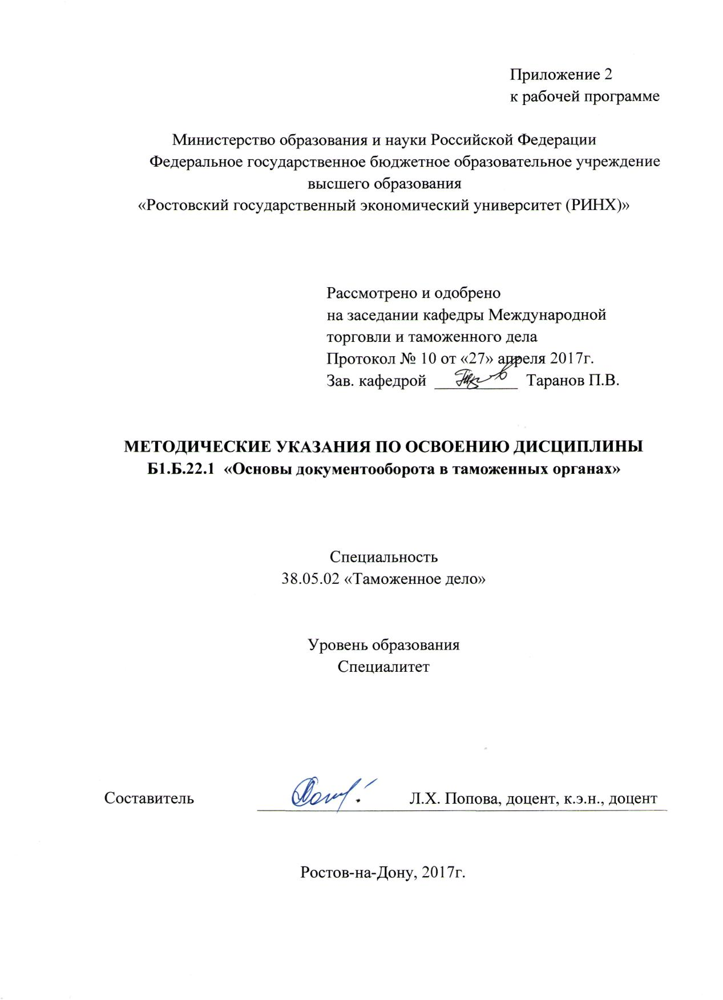 Приложение 2
к рабочей программе
Министерство образования и науки Российской Федерации
Федеральное государственное бюджетное образовательное учреждение
высшего образования
«Ростовский государственный экономический университет (РИНХ)»
Рассмотрено и одобрено
на заседании кафедры Международной
торговли и таможенного дела
Протокол № 10 от «27» апреля 2017г.
Зав. кафедрой __________ Таранов П.В.
МЕТОДИЧЕСКИЕ УКАЗАНИЯ ПО ОСВОЕНИЮ ДИСЦИПЛИНЫ
Б1.Б.22.1 «Основы документооборота в таможенных органах»
Специальность
38.05.02 «Таможенное дело»
Уровень образования
Специалитет
Составитель Л.Х. Попова, доцент, к.э.н., доцент
Ростов-на-Дону, 2017г.